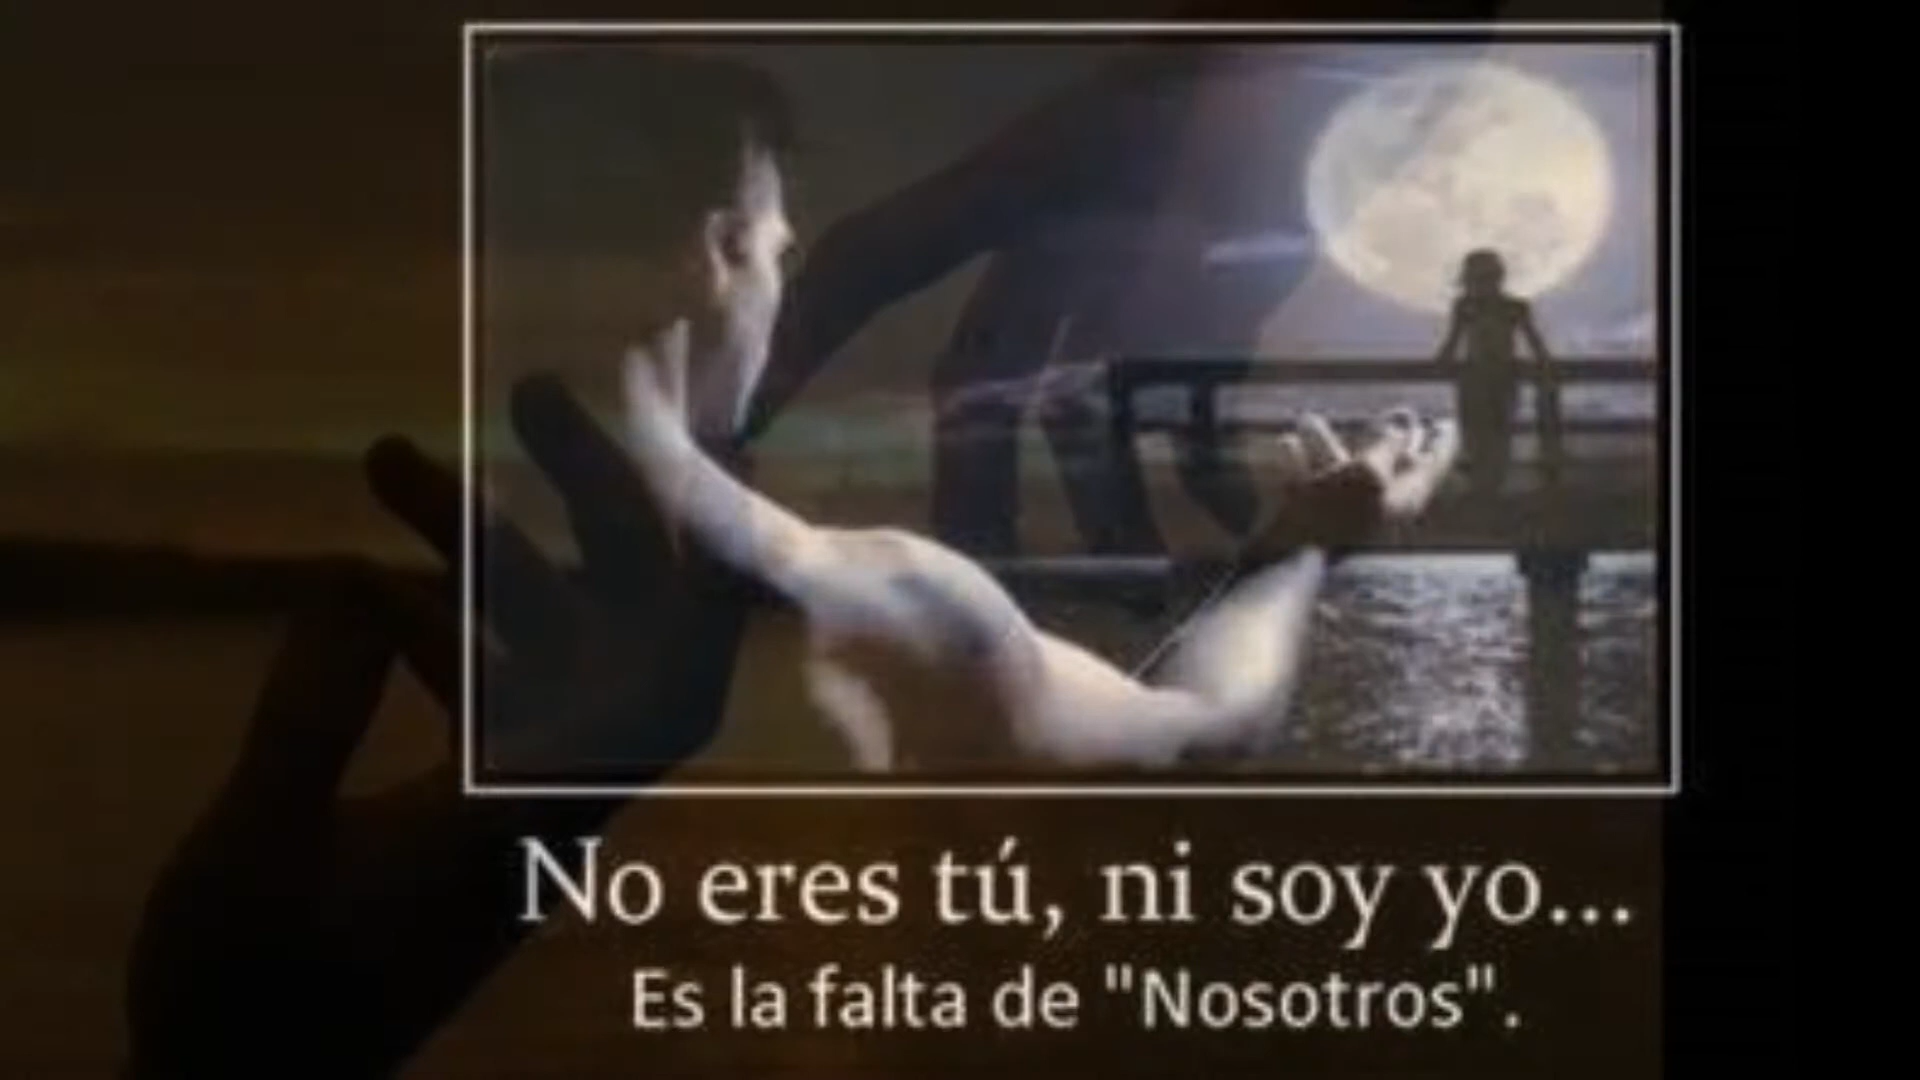 No eres tú, ni soy yo...
Es la falta de "Nosotros".